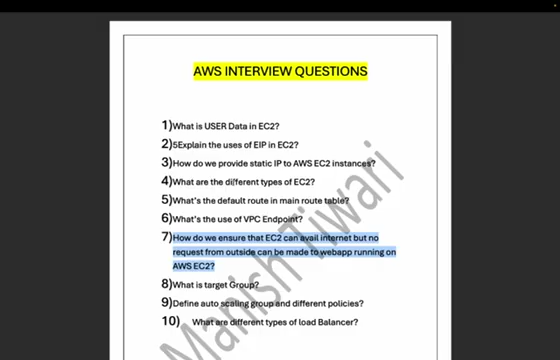 AWS INTERVIEW QUESTIONS
1)What is USER Data in EC2?
2)5Explain the uses of EIP in EC2?
3)How do we provide static IP to AWS EC2 instances?
4)What are the different types of EC2?
5)What's the default route in main route table?
6)What's the use of VPC Endpoint?
7)How do we ensure that EC2 can avail internet but no
request from outside can be made to webapp running on
AWS EC2?
8)What is target Group?
9)Define auto scaling group and different policies?
10) What are different types of load Balancer?
Manish Tiwari